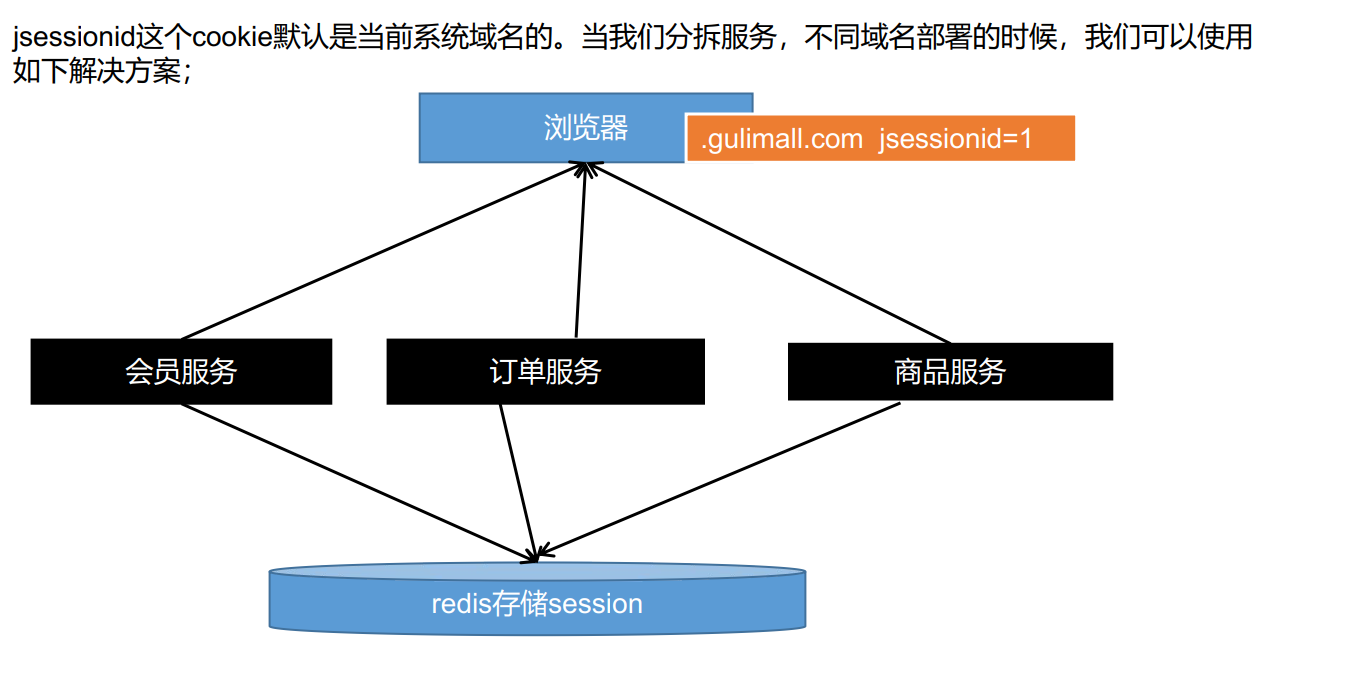 jsessionid这个cookie默认是当前系统域名的。当我们分拆服务，不同域名部署的时候，我们可以使用
如下解决方案；
浏览器
.gulimall.com  jsessionid=1
会员服务
订单服务
商品服务
redis存储session